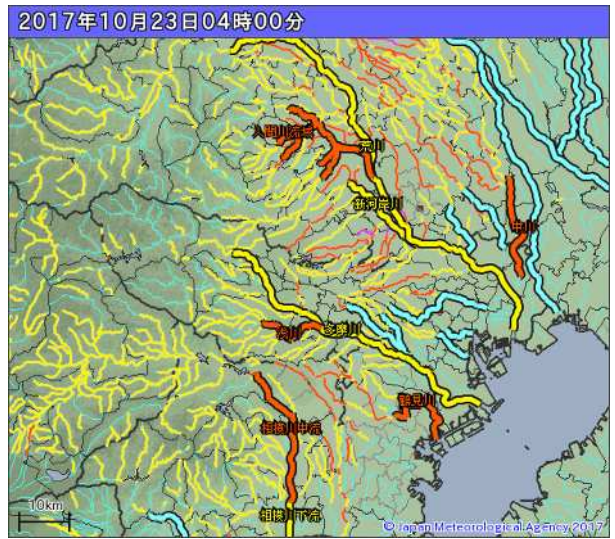 2017年10月23日04時00分
入間川流域
荒川
新河岸川
中川
浅川
多摩川
鶴見川
相模川中流
相模川下流
10km
© Japan Meteorological Agency 2017